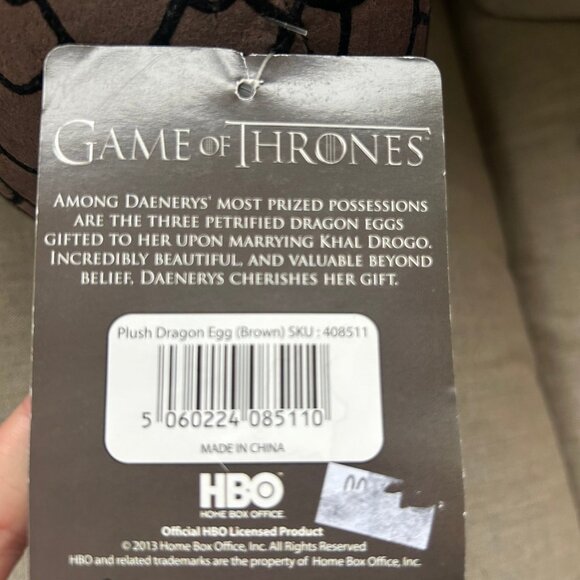 GAME OF THRONES
AMONG DAENERYS' MOST PRIZED POSSESSIONS
ARE THE THREE PETRIFIED DRAGON EGGS
GIFTED TO HER UPON MARRYING KHAL DROGO.
INCREDIBLY BEAUTIFUL, AND VALUABLE BEYOND
BELIEF, DAENERYS CHERISHES HER GIFT.
Plush Dragon Egg (Brown) SKU : 408511
5 060224 085110
MADE IN CHINA
HBO
HOME BOX OFFICE
Official HBO Licensed Product
© 2013 Home Box Office, Inc. All Rights Reserved
HBO and related trademarks are the property of Home Box Office, Inc.